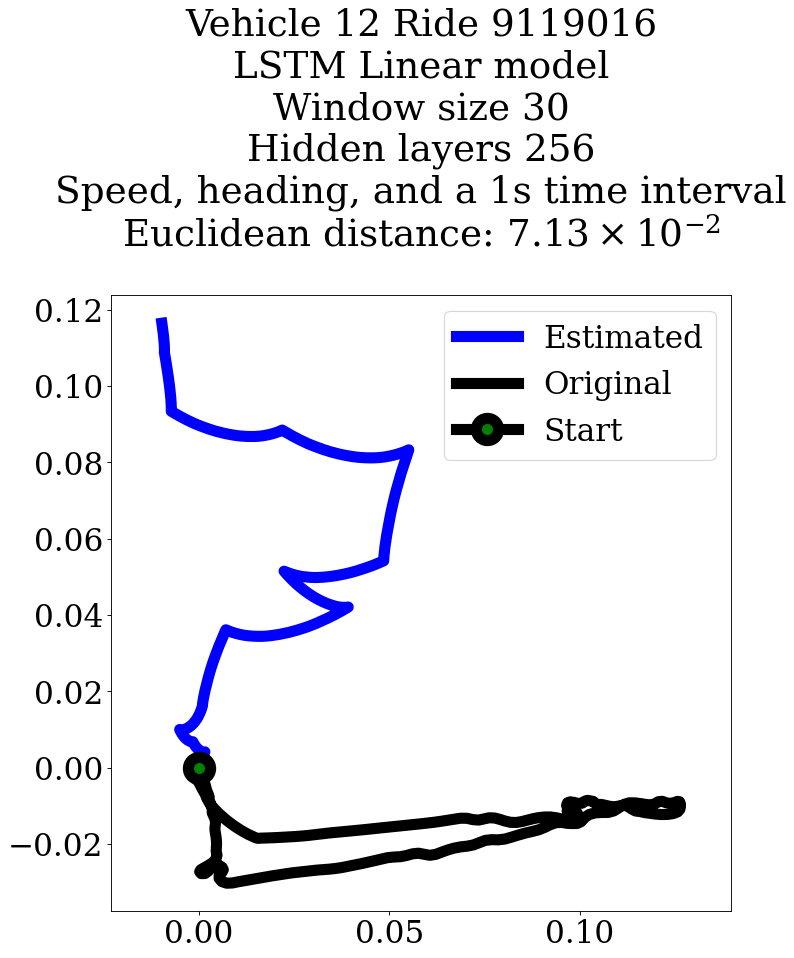 Vehicle 12 Ride 9119016
LSTM Linear model
Window size 30
Hidden layers 256
Speed, heading, and a 1s time interval
Euclidean distance: 7.13 × 10⁻²
Estimated
Original
Start
0.12
0.10
0.08
0.06
0.04
0.02
0.00
−0.02
0.00 0.05 0.10